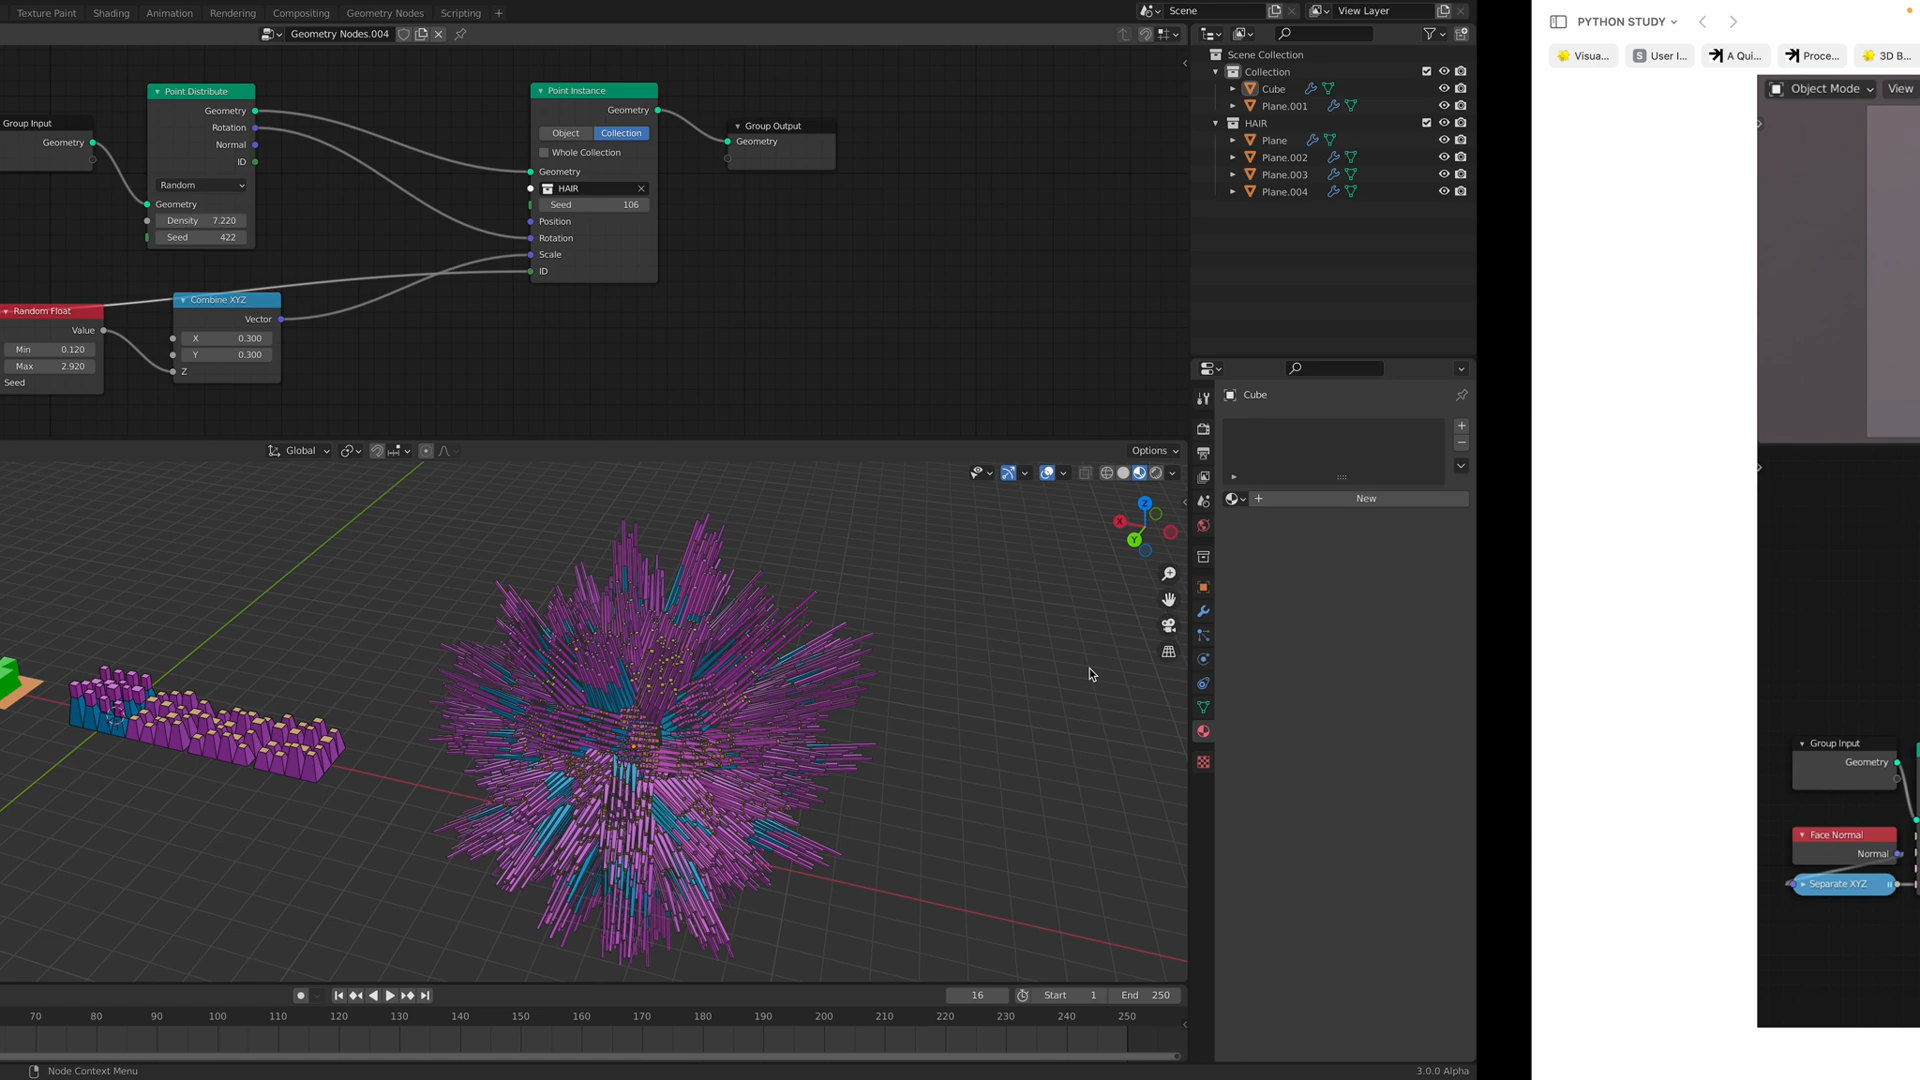 Texture Paint Shading Animation Rendering Compositing Geometry Nodes Scripting +
Scene View Layer
Geometry Nodes.004
Scene Collection
Collection
Cube
Plane.001
HAIR
Plane
Plane.002
Plane.003
Plane.004
Group Input
Geometry
Point Distribute
Geometry
Rotation
Normal
ID
Random
Geometry
Density 7.220
Seed 422
Point Instance
Geometry
Object Collection
Whole Collection
Geometry
HAIR
Seed 106
Position
Rotation
Scale
ID
Group Output
Geometry
Random Float
Value
Min 0.120
Max 2.920
Seed
Combine XYZ
Vector
X 0.300
Y 0.300
Z
Cube
New
Global
Options
X
Y
Z
16 Start 1 End 250
70 80 90 100 110 120 130 140 150 160 170 180 190 200 210 220 230 240 250
Node Context Menu
3.0.0 Alpha
PYTHON STUDY
Visua... S User I... A Qui... Proce... 3D B...
Object Mode View
Group Input
Geometry
Face Normal
Normal
Separate XYZ